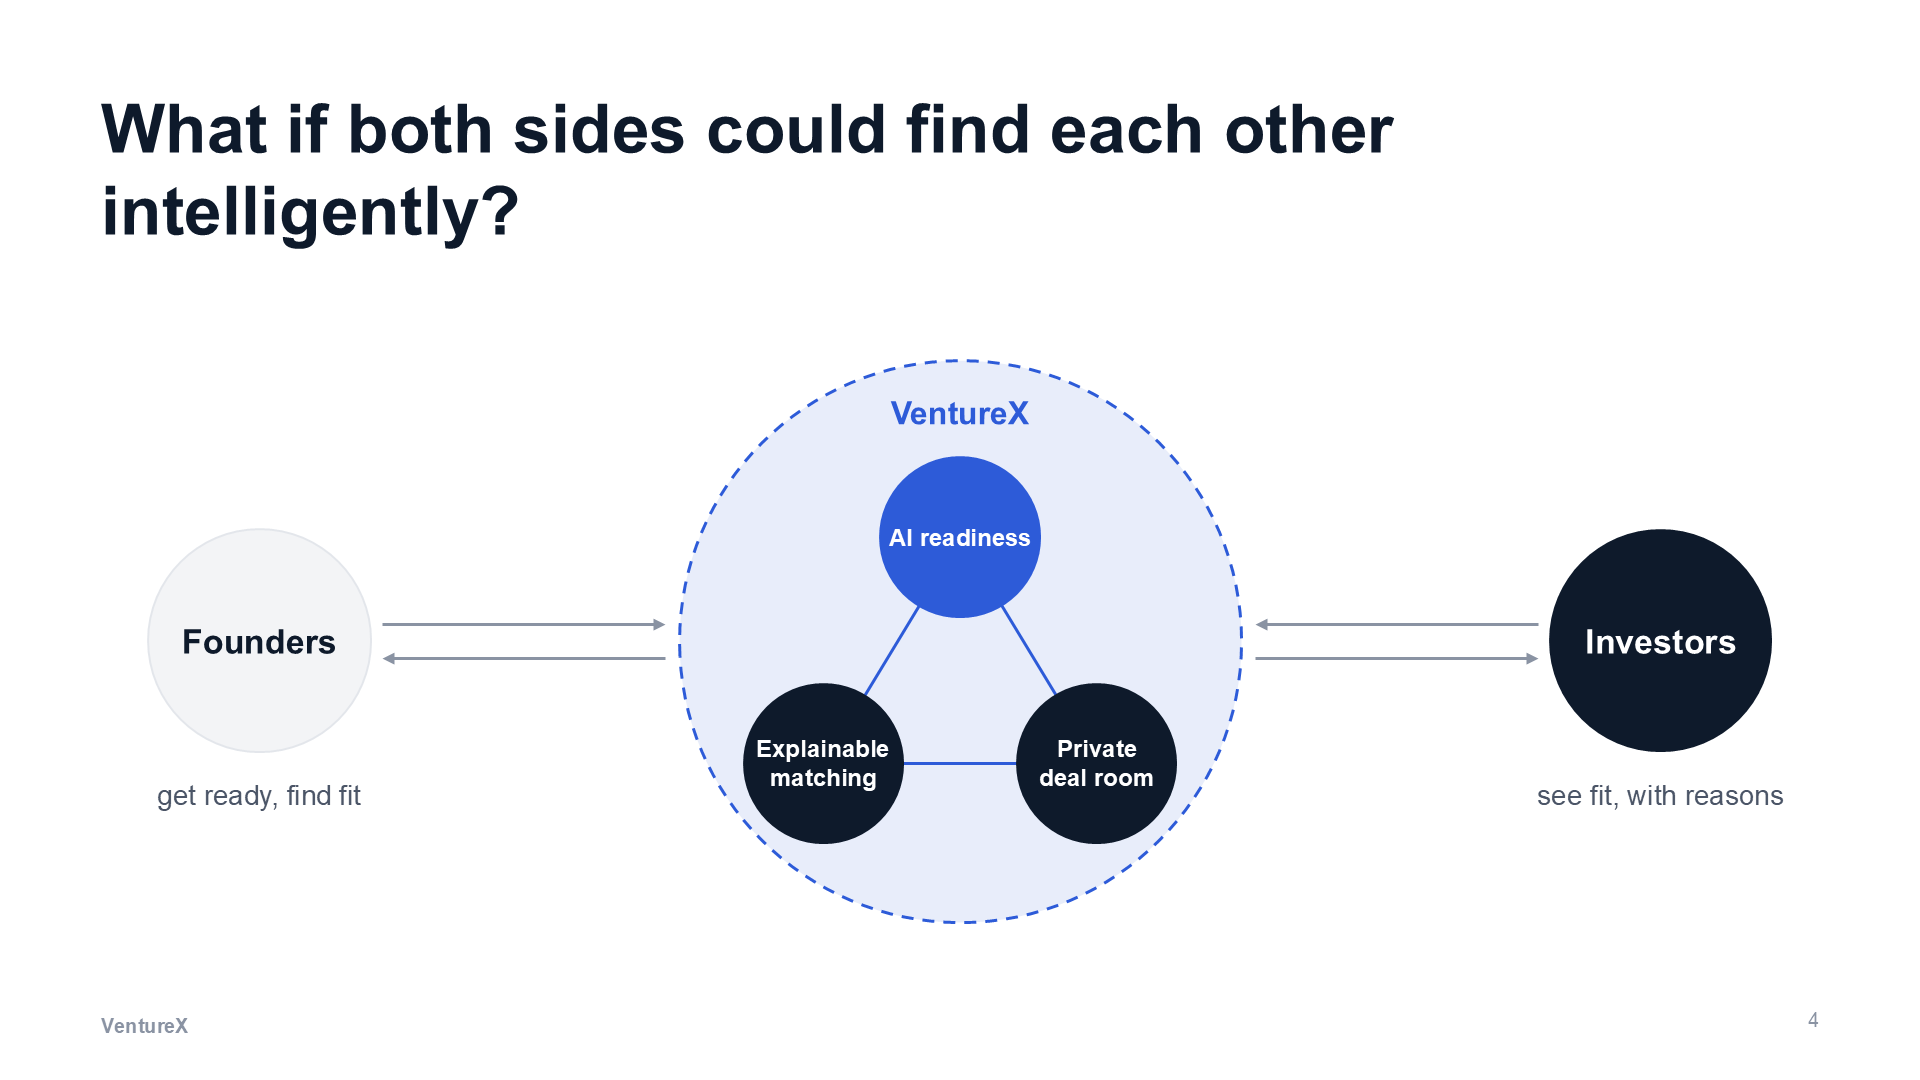 What if both sides could find each other
intelligently?
VentureX
AI readiness
Founders
Investors
Explainable
matching
Private
deal room
get ready, find fit
see fit, with reasons
VentureX
4